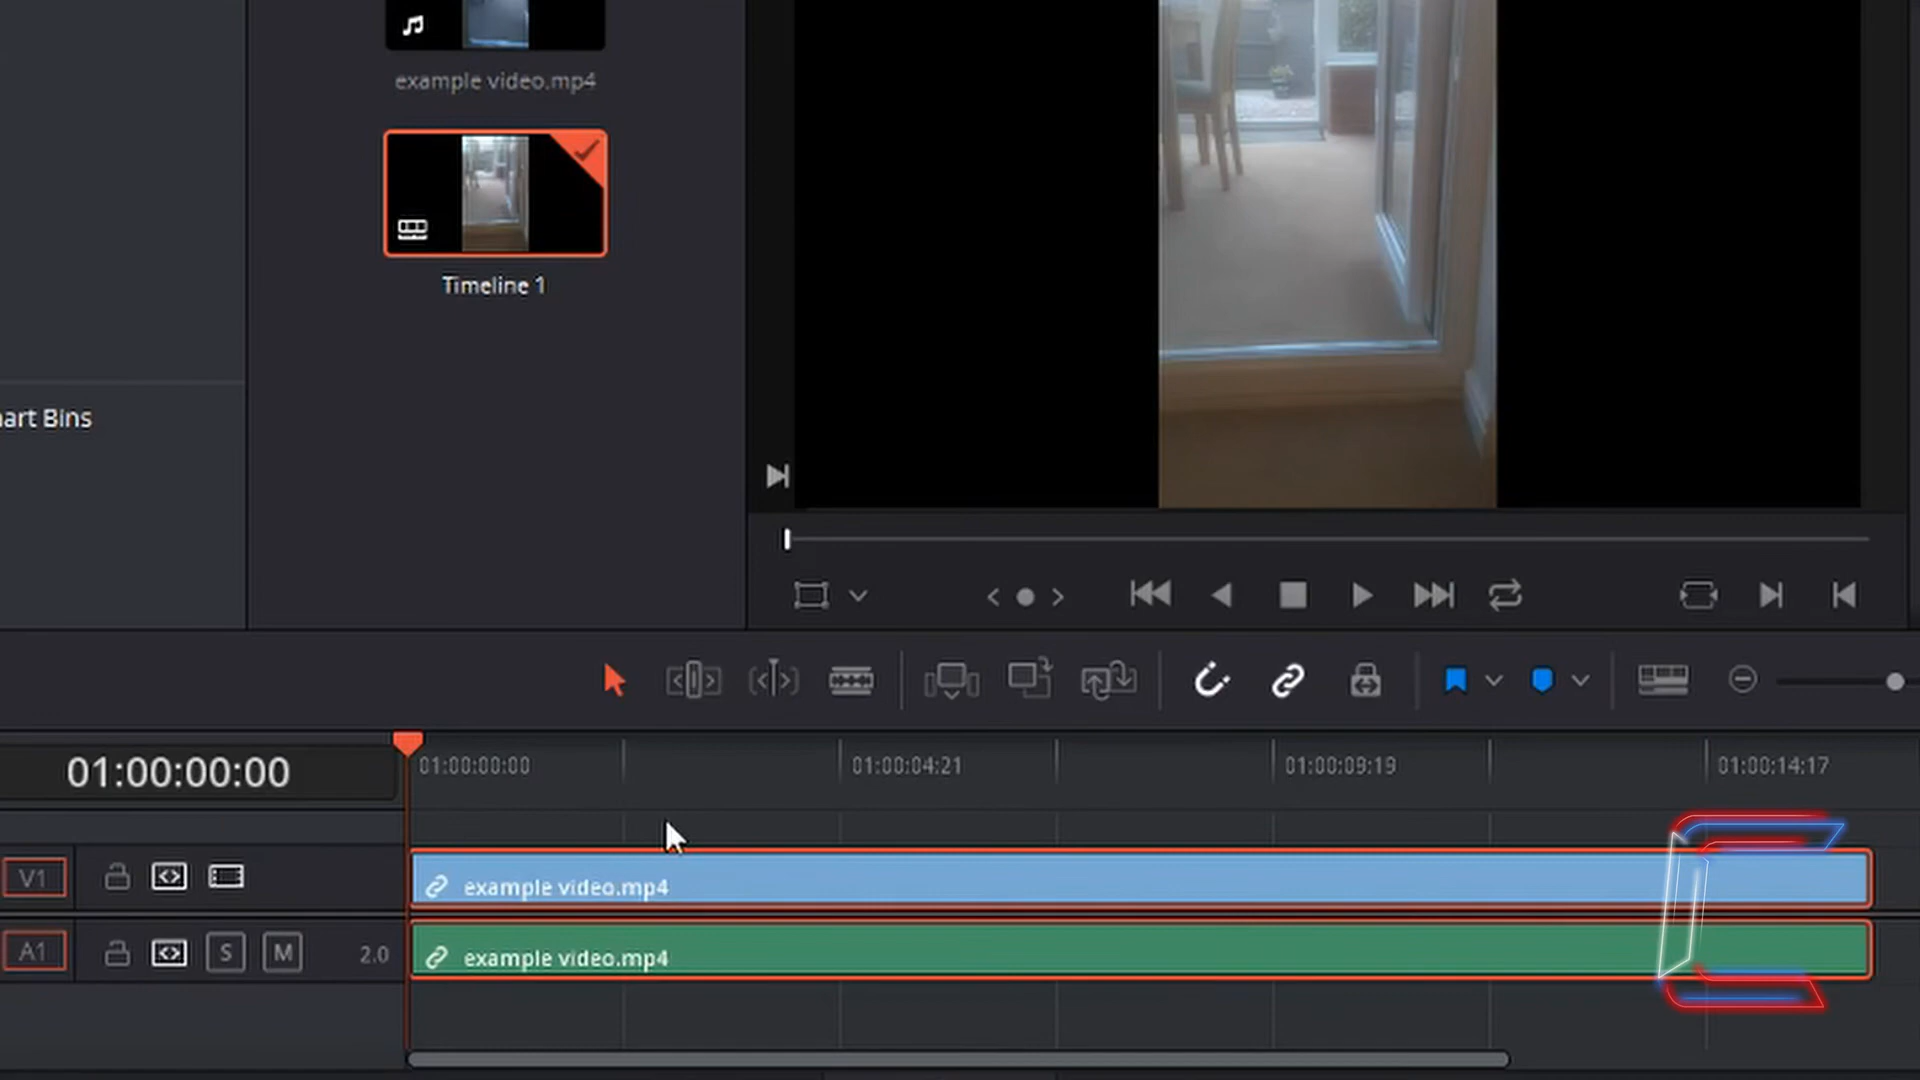 example video.mp4
Timeline 1
art Bins
01:00:00:00
01:00:00:00
01:00:04:21
01:00:09:19
01:00:14:17
V1
example video.mp4
A1
S
M
2.0
example video.mp4